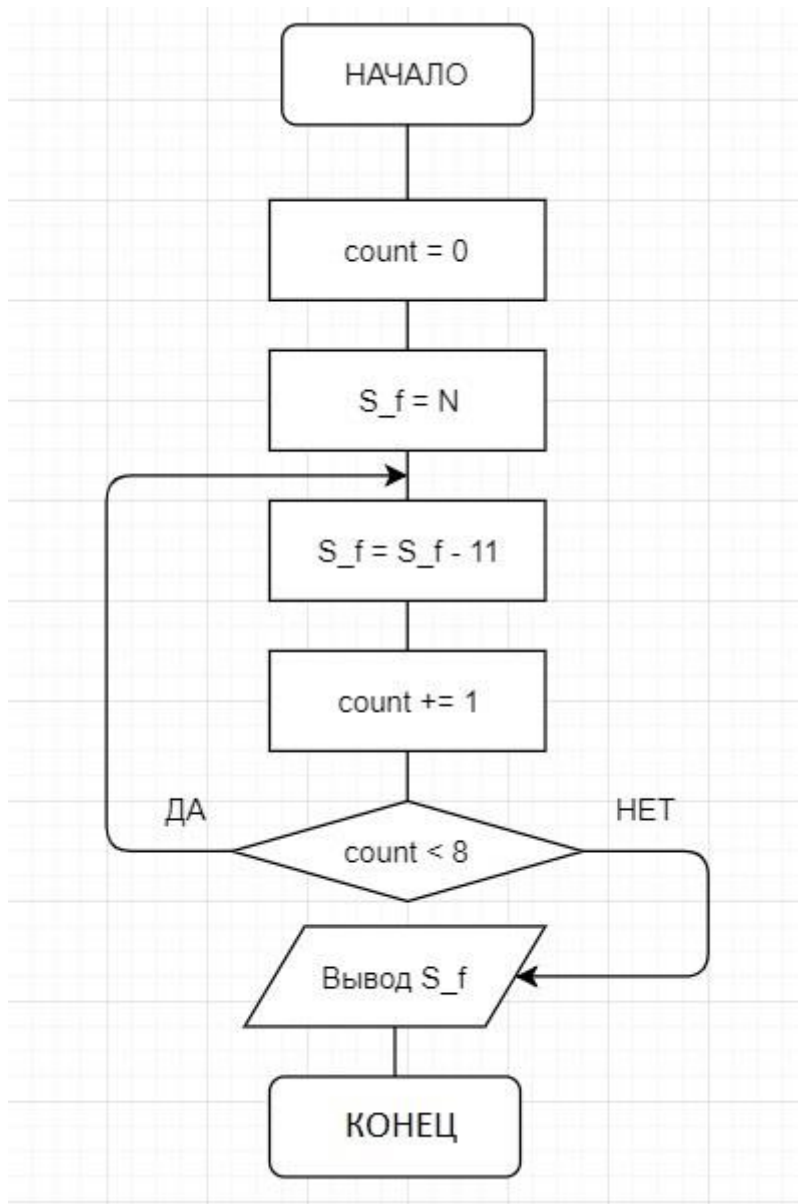 НАЧАЛО
count = 0
S_f = N
S_f = S_f - 11
count += 1
ДА
НЕТ
count < 8
Вывод S_f
КОНЕЦ